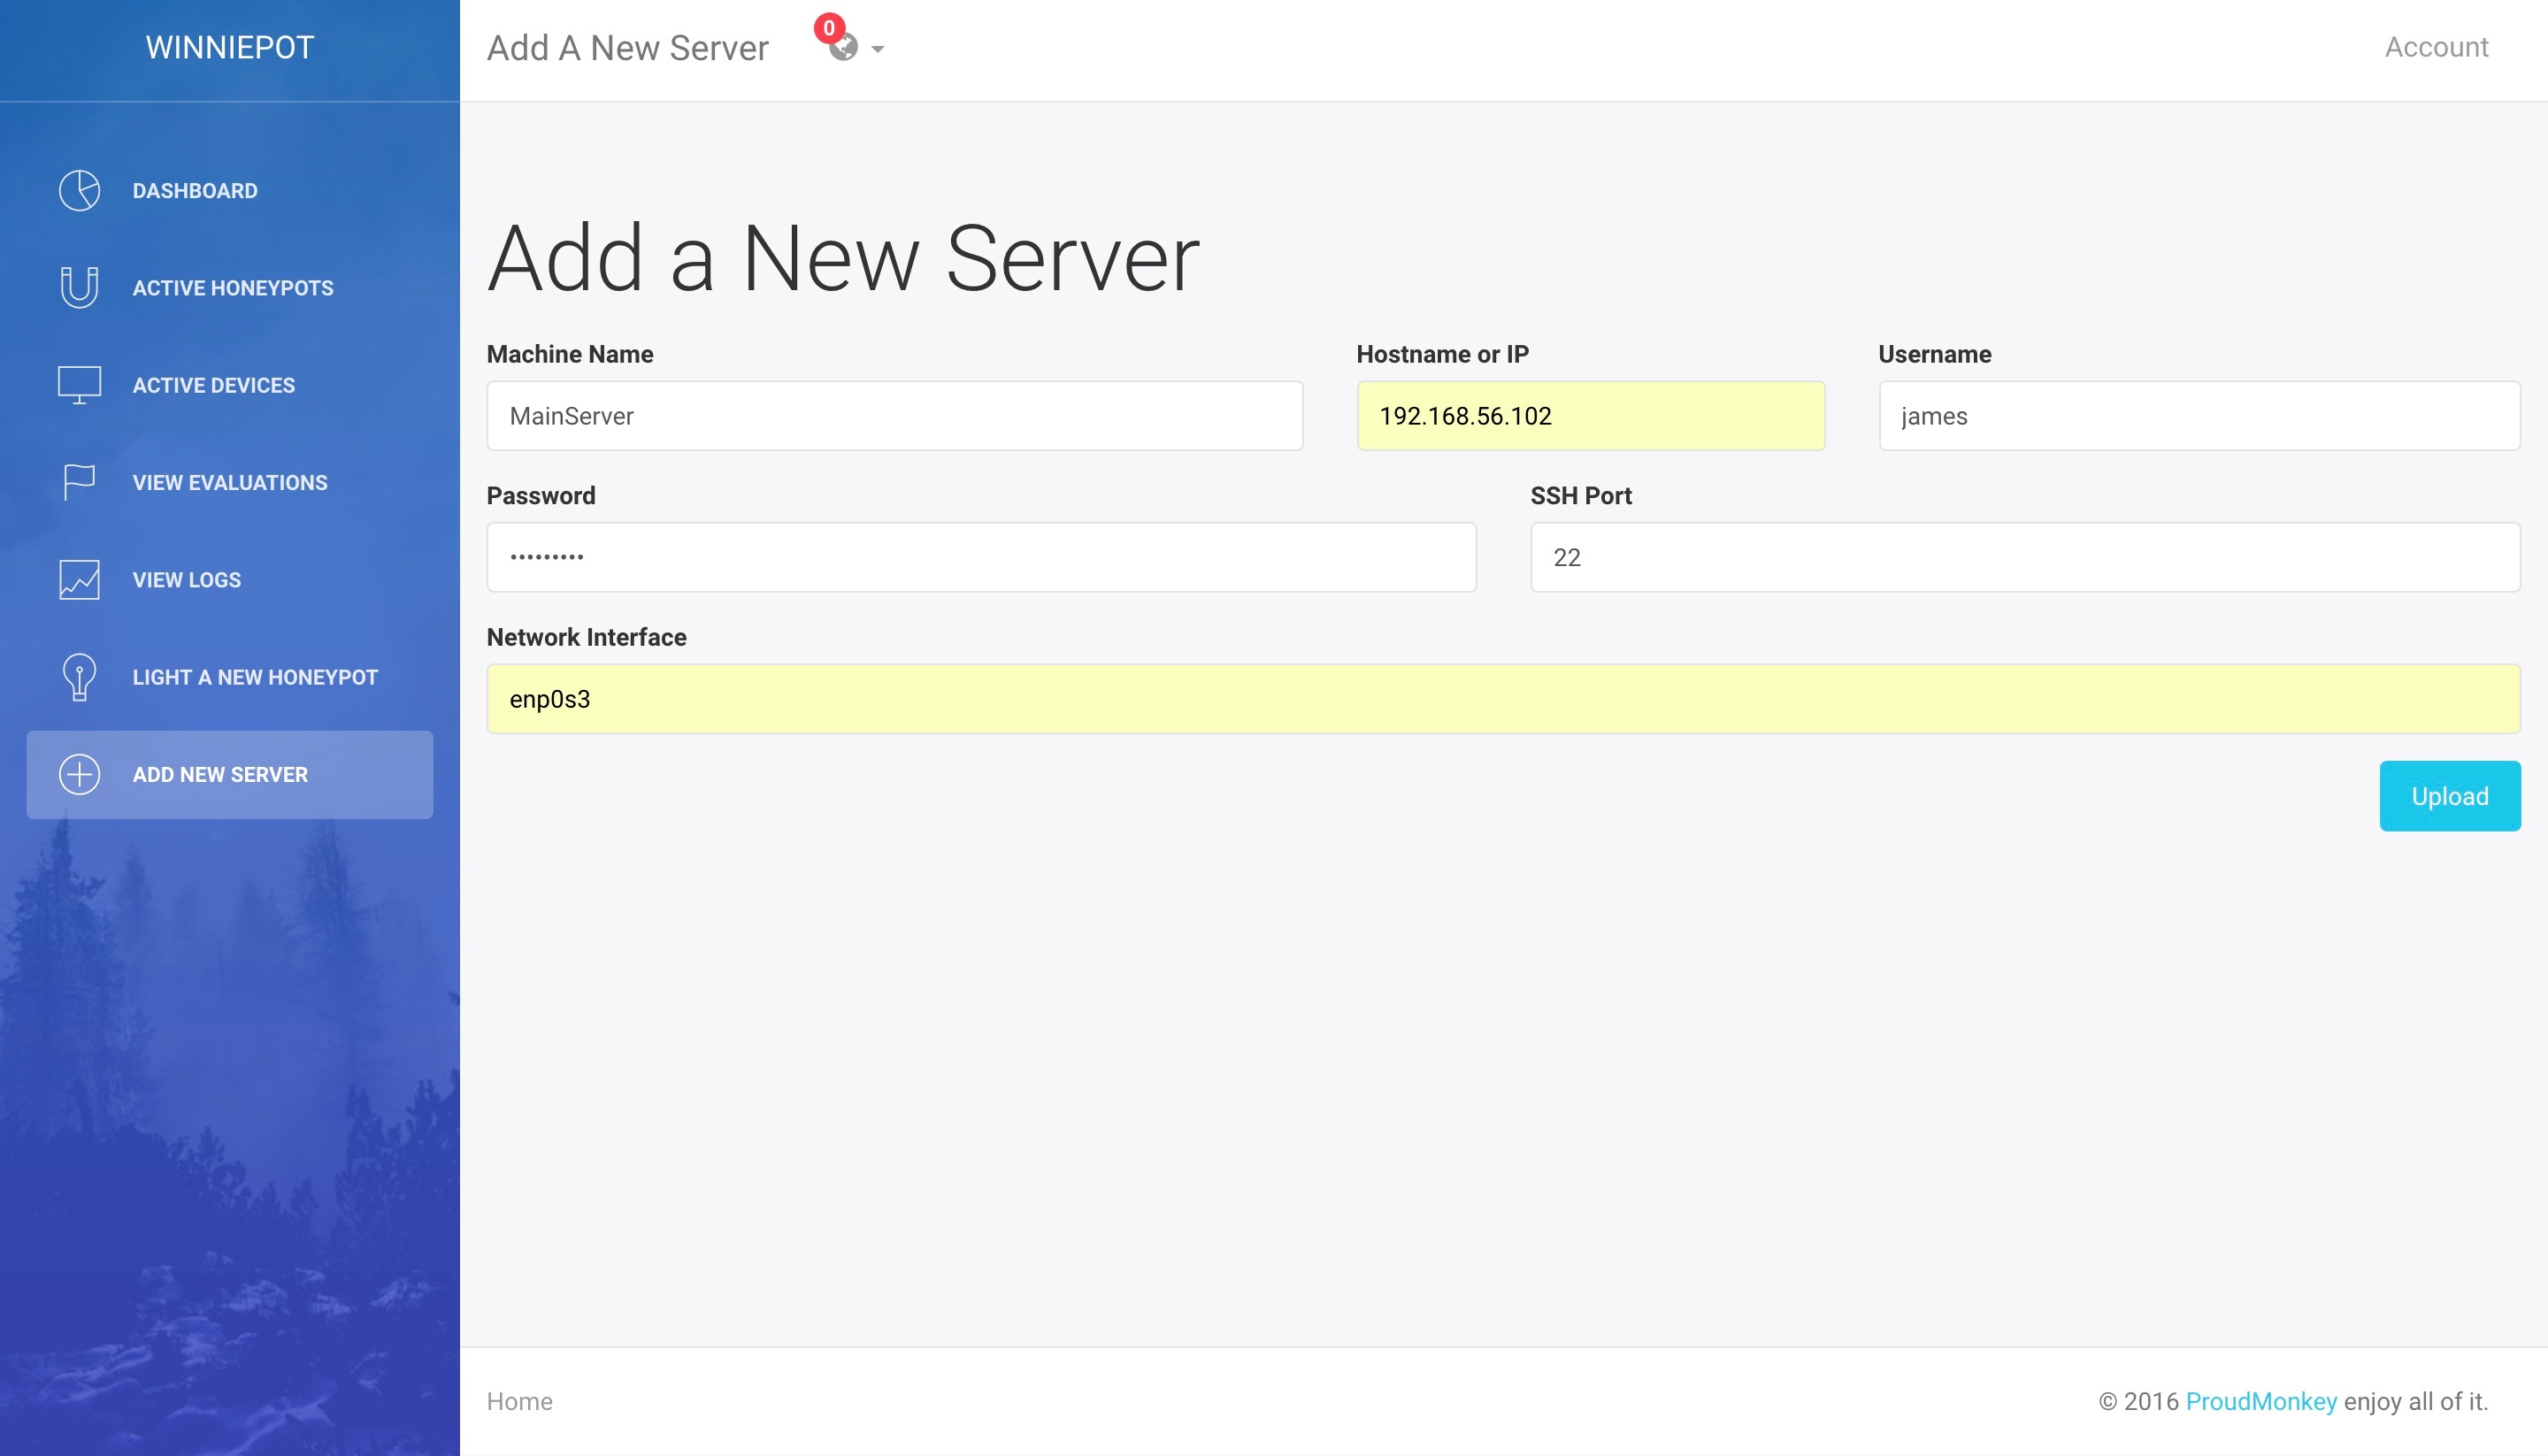 WINNIEPOT
Add A New Server
0
Account
DASHBOARD
ACTIVE HONEYPOTS
ACTIVE DEVICES
VIEW EVALUATIONS
VIEW LOGS
LIGHT A NEW HONEYPOT
ADD NEW SERVER
Add a New Server
Machine Name
MainServer
Hostname or IP
192.168.56.102
Username
james
Password
•••••••••
SSH Port
22
Network Interface
enp0s3
Upload
Home
© 2016 ProudMonkey enjoy all of it.